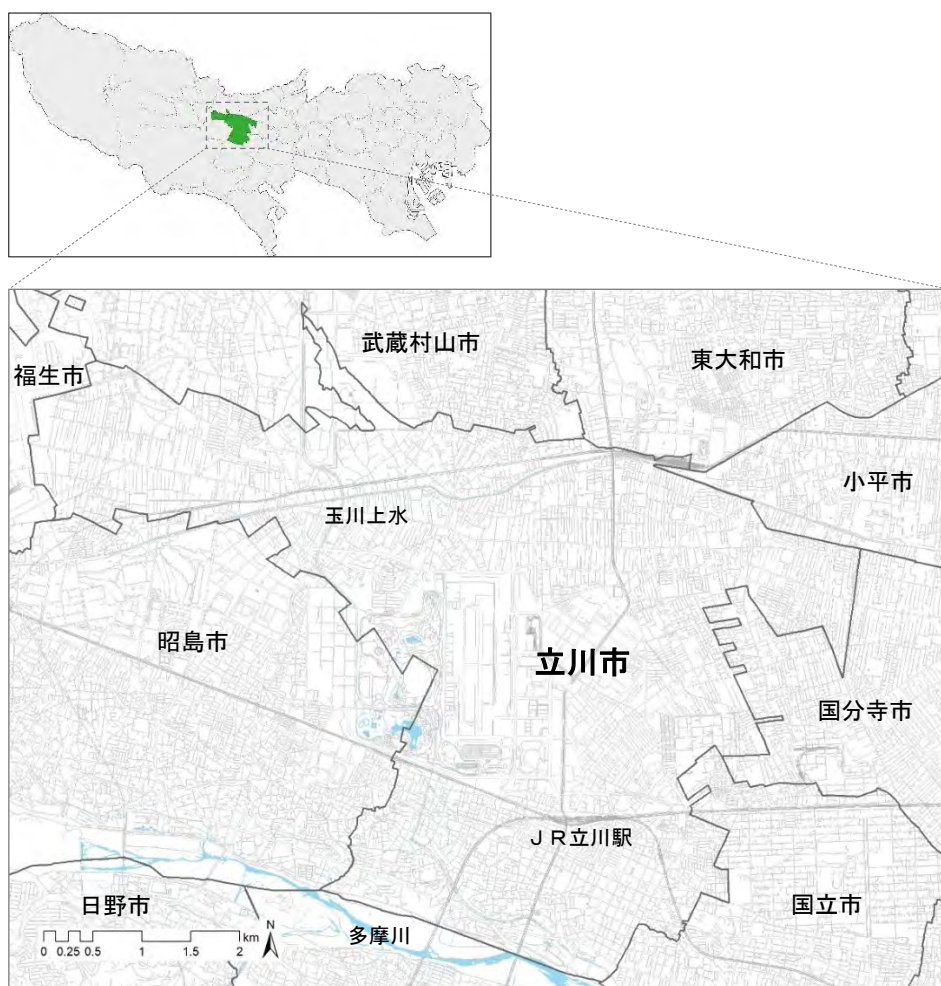 武蔵村山市
東大和市
福生市
小平市
玉川上水
昭島市
立川市
国分寺市
ＪＲ立川駅
日野市
国立市
多摩川
N
km
0 0.25 0.5 1 1.5 2